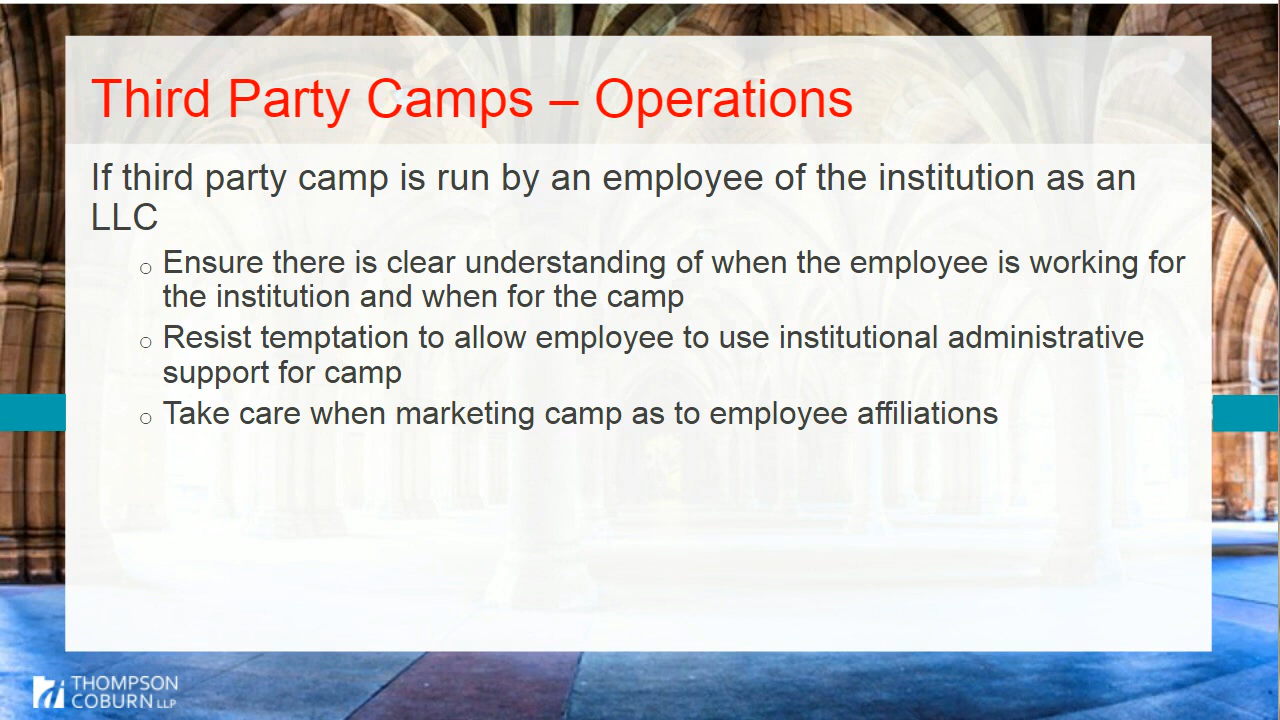 Third Party Camps – Operations
If third party camp is run by an employee of the institution as an
LLC
○ Ensure there is clear understanding of when the employee is working for
the institution and when for the camp
○ Resist temptation to allow employee to use institutional administrative
support for camp
○ Take care when marketing camp as to employee affiliations
THOMPSON
COBURN LLP